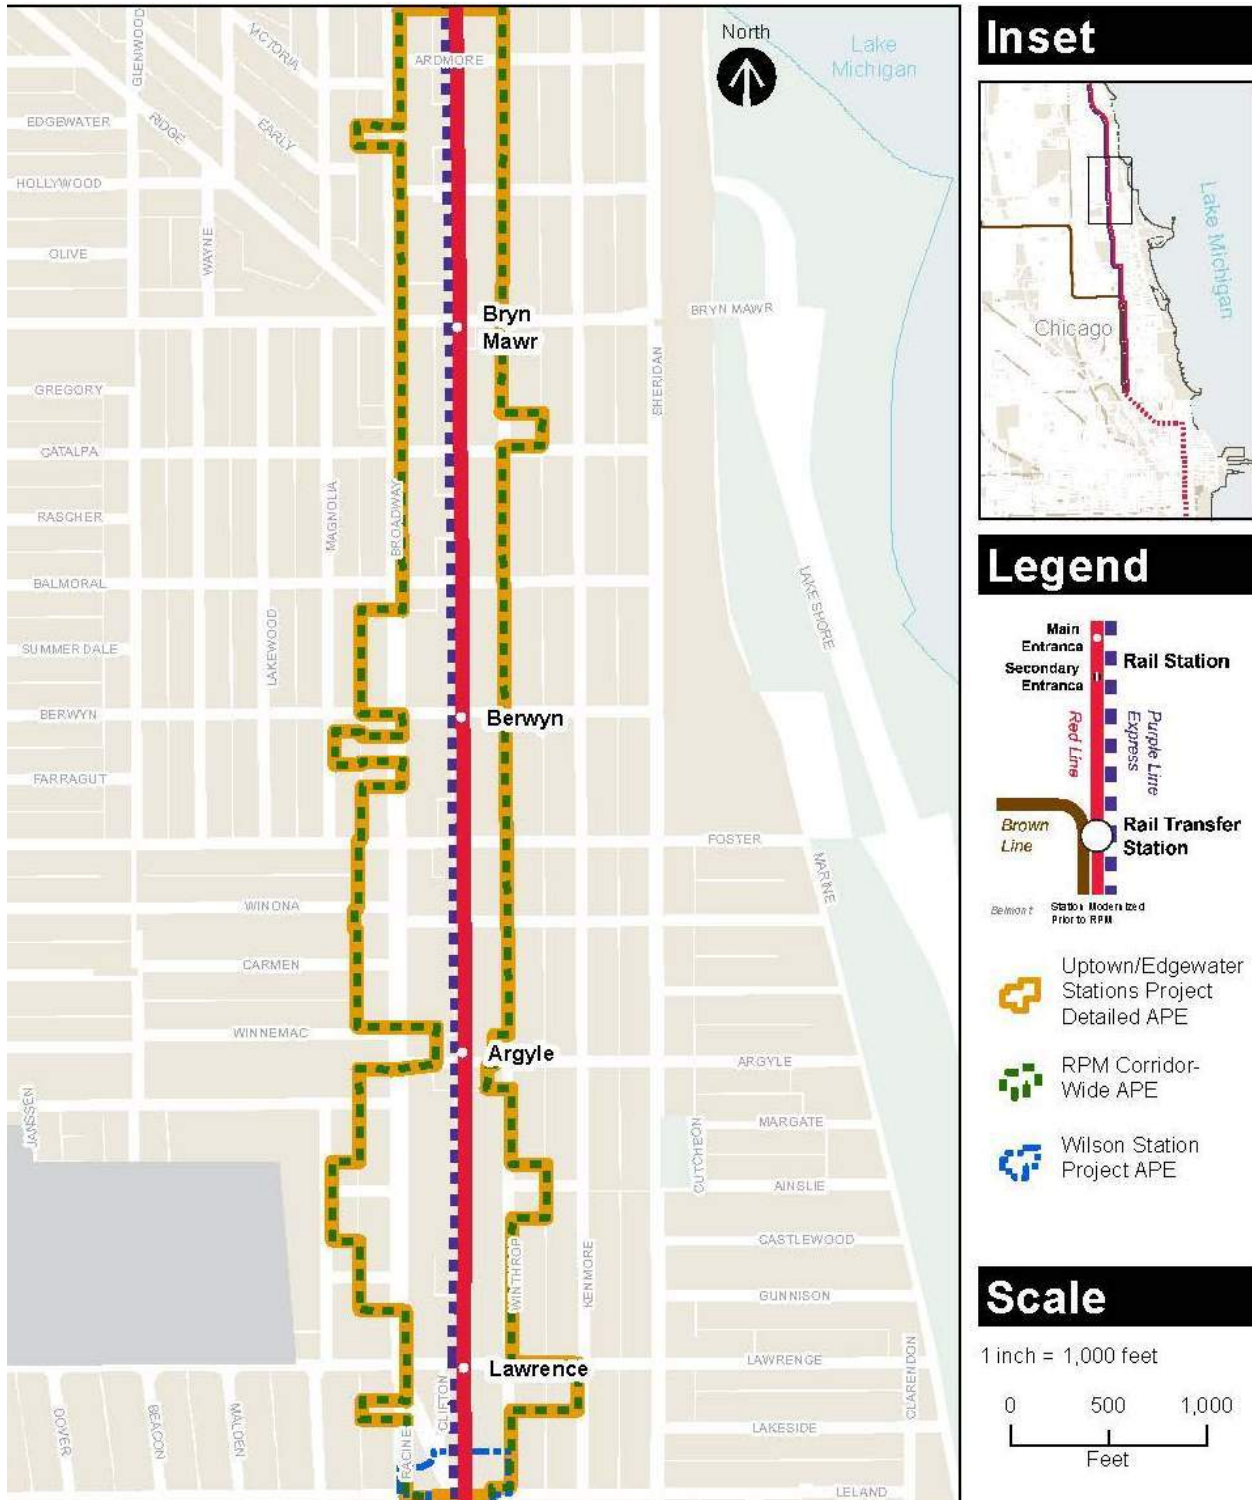 North
Lake
Michigan
GLENWOOD
VICTORIA
ARDMORE
EDGEWATER
RIDGE
EARLY
HOLLYWOOD
WAYNE
OLIVE
Bryn
Mawr
BRYN MAWR
SHERIDAN
GREGORY
CATALPA
MAGNOLIA
BROADWAY
RASCHER
BALMORAL
LAKE SHORE
SUMMERDALE
LAKEWOOD
BERWYN
Berwyn
FARRAGUT
FOSTER
MARINE
WINONA
CARMEN
WINNEMAC
Argyle
ARGYLE
JANSSEN
MARGATE
CUTCHEON
AINSLIE
CASTLEWOOD
WINTHROP
KENMORE
GUNNISON
Lawrence
LAWRENCE
CLARENDON
CLIFTON
DOVER
BEACON
MALDEN
RACINE
LAKESIDE
LELAND
Inset
Lake Michigan
Chicago
Legend
Main
Entrance
Secondary
Entrance
Rail Station
Red Line
Purple Line
Express
Brown
Line
Rail Transfer
Station
Belmont
Station Modernized
Prior to RPM
Uptown/Edgewater
Stations Project
Detailed APE
RPM Corridor-
Wide APE
Wilson Station
Project APE
Scale
1 inch = 1,000 feet
0 500 1,000
Feet